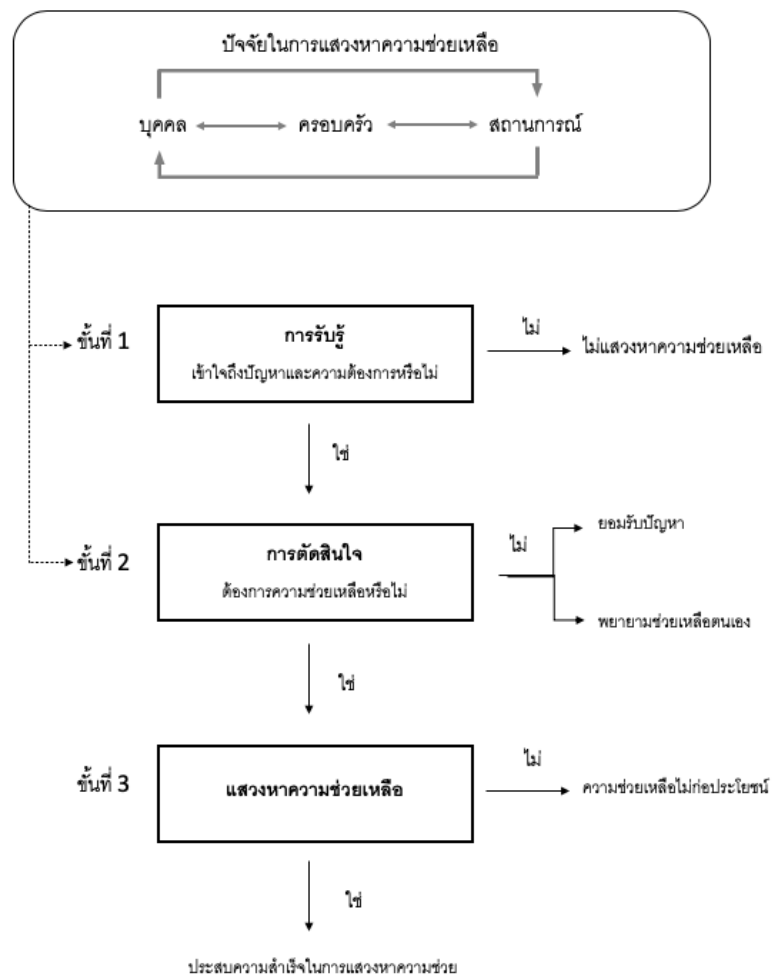 ปัจจัยในการแสวงหาความช่วยเหลือ
บุคคล ครอบครัว สถานการณ์
ขั้นที่ 1
การรับรู้
เข้าใจถึงปัญหาและความต้องการหรือไม่
ไม่
ไม่แสวงหาความช่วยเหลือ
ใช่
ขั้นที่ 2
การตัดสินใจ
ต้องการความช่วยเหลือหรือไม่
ไม่
ยอมรับปัญหา
พยายามช่วยเหลือตนเอง
ใช่
ขั้นที่ 3
แสวงหาความช่วยเหลือ
ไม่
ความช่วยเหลือไม่ก่อประโยชน์
ใช่
ประสบความสำเร็จในการแสวงหาความช่วย